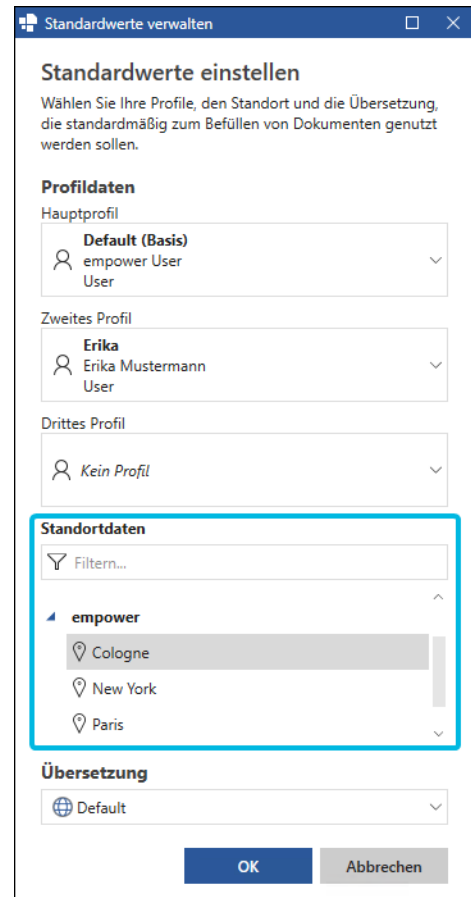 Standardwerte verwalten
Standardwerte einstellen
Wählen Sie Ihre Profile, den Standort und die Übersetzung,
die standardmäßig zum Befüllen von Dokumenten genutzt
werden sollen.
Profildaten
Hauptprofil
Default (Basis)
empower User
User
Zweites Profil
Erika
Erika Mustermann
User
Drittes Profil
Kein Profil
Standortdaten
Filtern...
empower
Cologne
New York
Paris
Übersetzung
Default
OK
Abbrechen